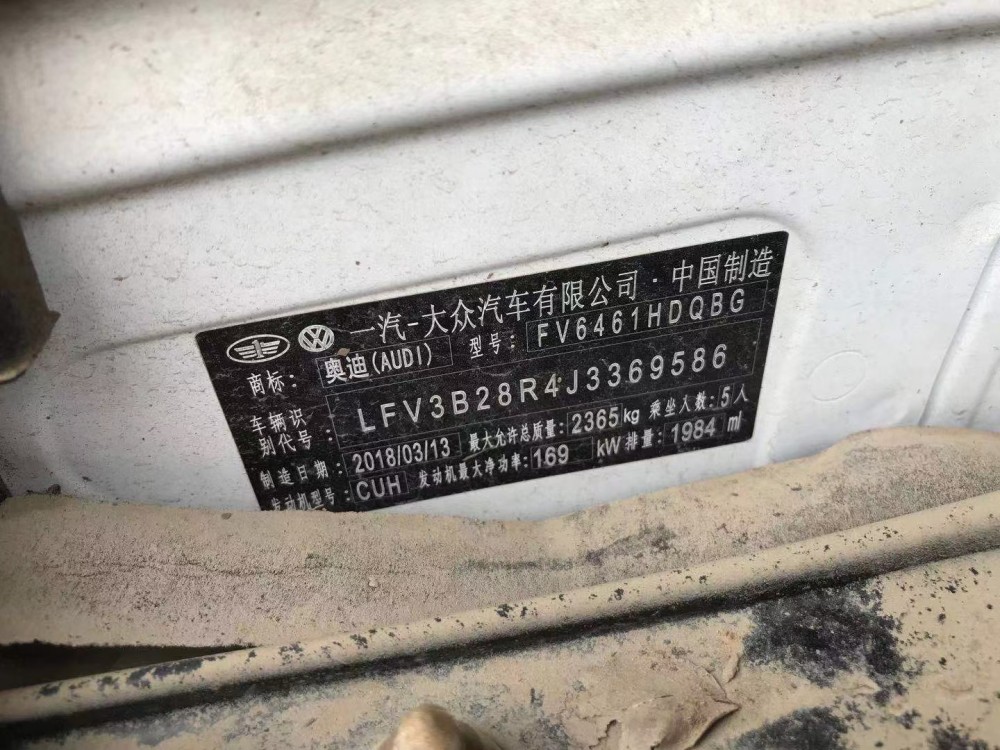 一汽-大众汽车有限公司·中国制造
商标: 奥迪(AUDI) 型号: FV6461HDQBG
车辆识
别代号: LFV3B28R4J3369586
制造日期: 2018/03/13 最大允许总质量: 2365kg 乘坐人数: 5人
发动机型号: CUH 发动机最大净功率: 169 kW 排量: 1984 ml